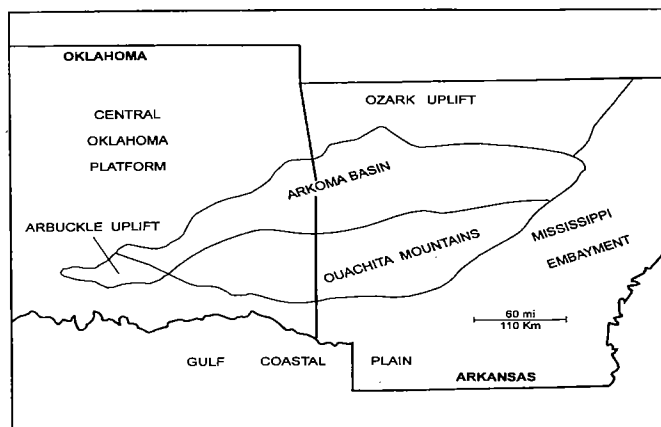 OKLAHOMA
OZARK UPLIFT
CENTRAL
OKLAHOMA
PLATFORM
ARKOMA BASIN
ARBUCKLE UPLIFT
OUACHITA MOUNTAINS
MISSISSIPPI
EMBAYMENT
60 mi
110 Km
GULF COASTAL PLAIN
ARKANSAS